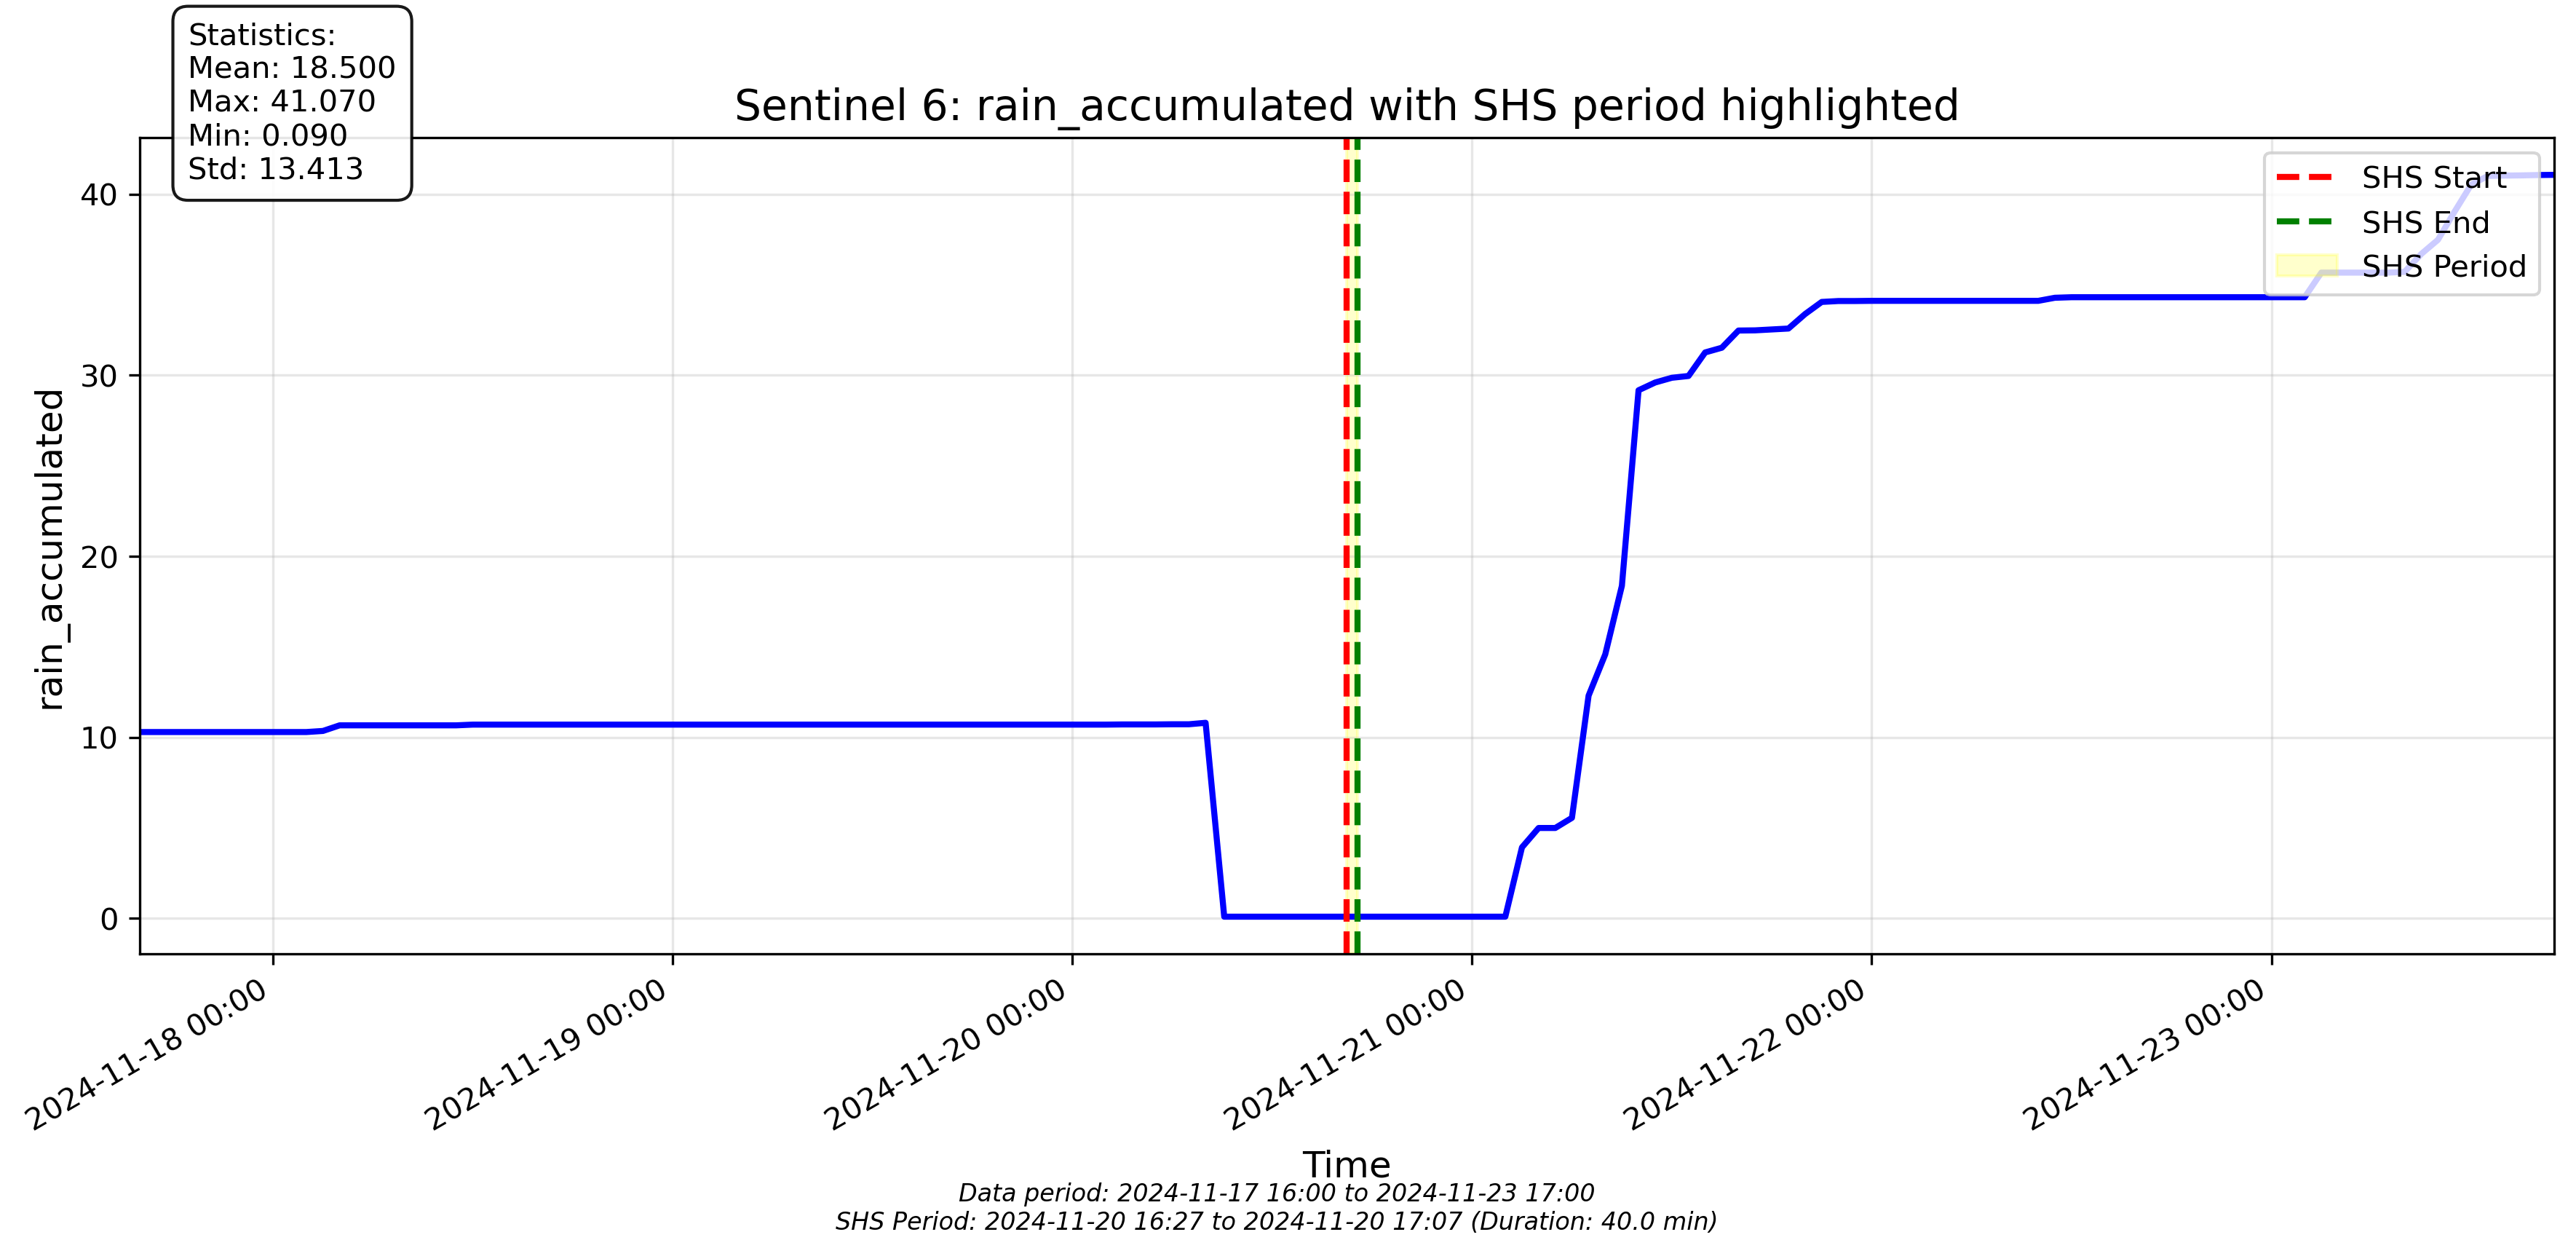 Statistics:
Mean: 18.500
Max: 41.070
Min: 0.090
Std: 13.413
Sentinel 6: rain_accumulated with SHS period highlighted
SHS Start
SHS End
SHS Period
rain_accumulated
40
30
20
10
0
2024-11-18 00:00
2024-11-19 00:00
2024-11-20 00:00
2024-11-21 00:00
2024-11-22 00:00
2024-11-23 00:00
Time
Data period: 2024-11-17 16:00 to 2024-11-23 17:00
SHS Period: 2024-11-20 16:27 to 2024-11-20 17:07 (Duration: 40.0 min)